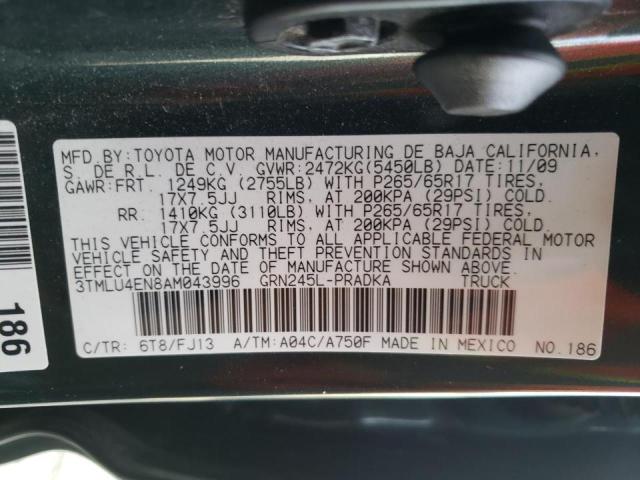 MFD.BY:TOYOTA MOTOR MANUFACTURING DE BAJA CALIFORNIA,
S. DE R.L. DE C.V. GVWR:2472KG(5450LB) DATE:11/09
GAWR:FRT. 1249KG (2755LB) WITH P265/65R17 TIRES,
17X7.5JJ RIMS, AT 200KPA (29PSI) COLD.
RR. 1410KG (3110LB) WITH P265/65R17 TIRES,
17X7.5JJ RIMS, AT 200KPA (29PSI) COLD.
THIS VEHICLE CONFORMS TO ALL APPLICABLE FEDERAL MOTOR
VEHICLE SAFETY AND THEFT PREVENTION STANDARDS IN
EFFECT ON THE DATE OF MANUFACTURE SHOWN ABOVE.
3TMLU4EN8AM043996 GRN245L-PRADKA TRUCK
C/TR: 6T8/FJ13 A/TM:A04C/A750F MADE IN MEXICO NO.186
186